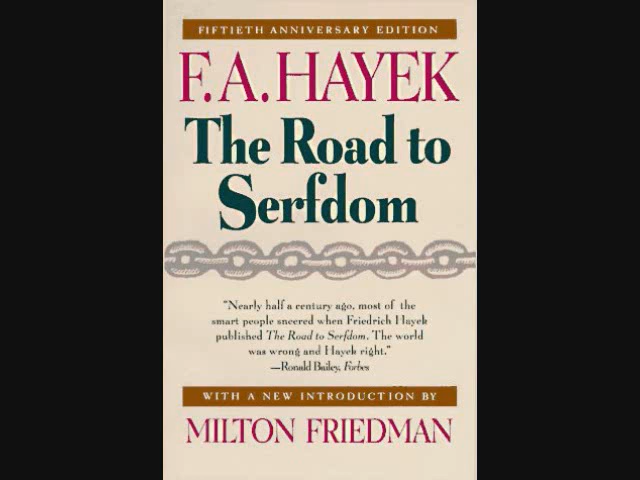 FIFTIETH ANNIVERSARY EDITION
F. A. HAYEK
The Road to
Serfdom
"Nearly half a century ago, most of the
smart people sneered when Friedrich Hayek
published The Road to Serfdom. The world
was wrong and Hayek right."
—Ronald Bailey, Forbes
WITH A NEW INTRODUCTION BY
MILTON FRIEDMAN